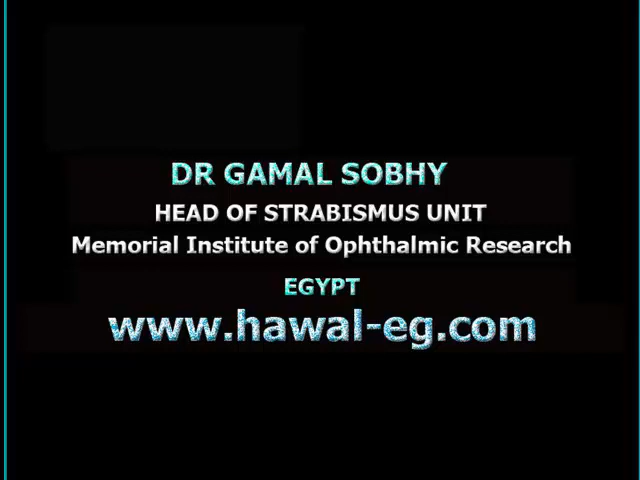 DR GAMAL SOBHY
HEAD OF STRABISMUS UNIT
Memorial Institute of Ophthalmic Research
EGYPT
www.hawal-eg.com